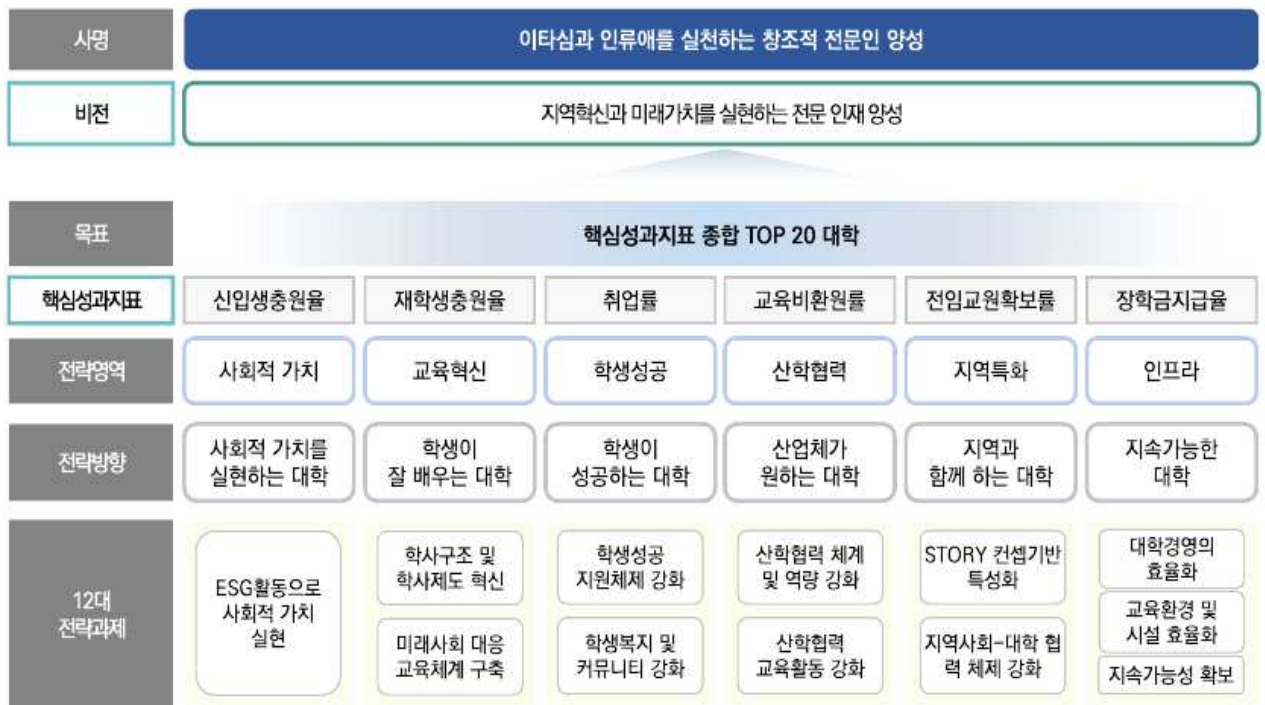 사명
이타심과 인류애를 실천하는 창조적 전문인 양성
비전
지역혁신과 미래가치를 실현하는 전문 인재 양성
목표
핵심성과지표 종합 TOP 20 대학
핵심성과지표
신입생충원율
재학생충원율
취업률
교육비환원률
전임교원확보률
장학금지급율
전략영역
사회적 가치
교육혁신
학생성공
산학협력
지역특화
인프라
전략방향
사회적 가치를
실현하는 대학
학생이
잘 배우는 대학
학생이
성공하는 대학
산업체가
원하는 대학
지역과
함께 하는 대학
지속가능한
대학
12대
전략과제
ESG활동으로
사회적 가치
실현
학사구조 및
학사제도 혁신
미래사회 대응
교육체계 구축
학생성공
지원체제 강화
학생복지 및
커뮤니티 강화
산학협력 체계
및 역량 강화
산학협력
교육활동 강화
STORY 컨셉기반
특성화
지역사회-대학 협
력 체제 강화
대학경영의
효율화
교육환경 및
시설 효율화
지속가능성 확보